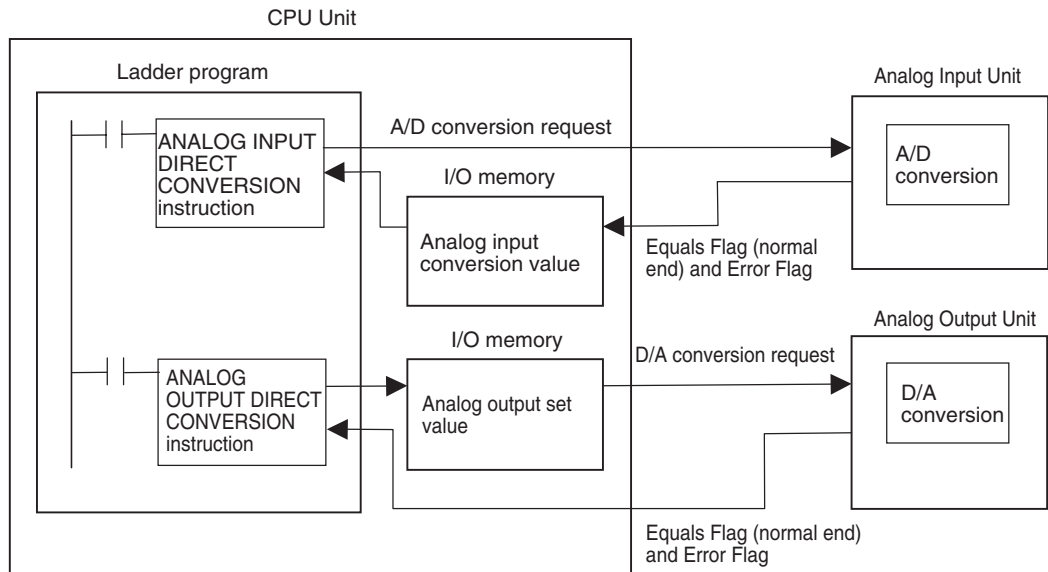 CPU Unit
Ladder program
Analog Input Unit
ANALOG INPUT
DIRECT
CONVERSION
instruction
A/D conversion request
A/D
conversion
I/O memory
Analog input
conversion value
Equals Flag (normal
end) and Error Flag
Analog Output Unit
I/O memory
D/A conversion request
ANALOG
OUTPUT DIRECT
CONVERSION
instruction
Analog output set
value
D/A
conversion
Equals Flag (normal end)
and Error Flag